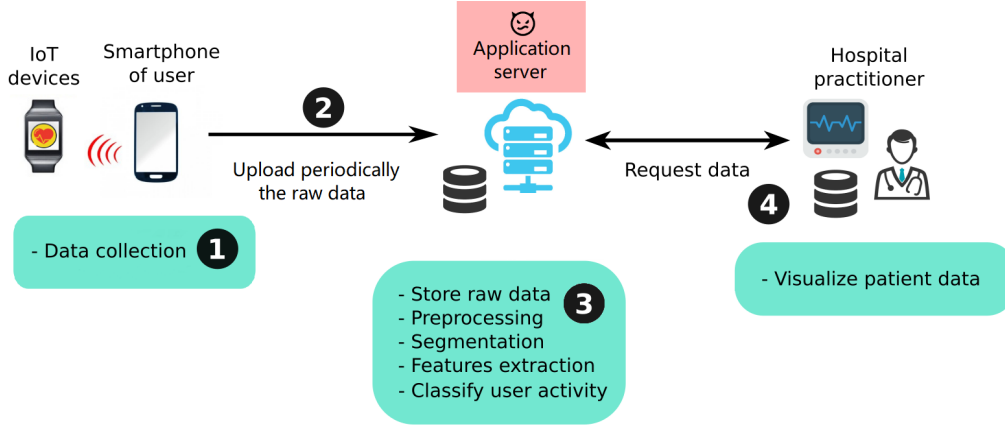 IoT
devices
Smartphone
of user
Application
server
Hospital
practitioner
2
Upload periodically
the raw data
Request data
4
- Data collection
1
- Store raw data
- Preprocessing
- Segmentation
- Features extraction
- Classify user activity
3
- Visualize patient data